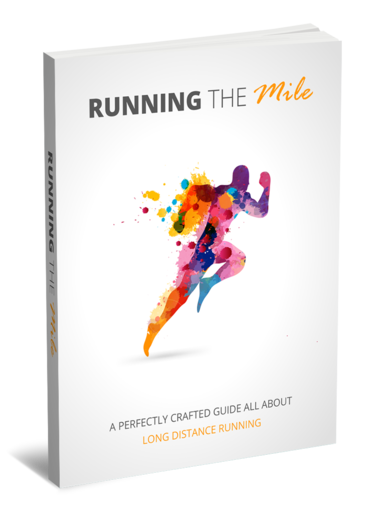 RUNNING THE Mile
RUNNING THE Mile
A PERFECTLY CRAFTED GUIDE ALL ABOUT
LONG DISTANCE RUNNING